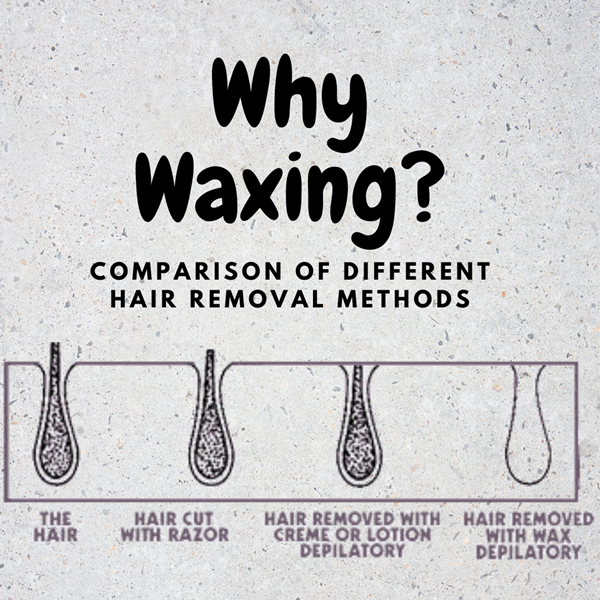 Why
Waxing?
COMPARISON OF DIFFERENT
HAIR REMOVAL METHODS
THE
HAIR
HAIR CUT
WITH RAZOR
HAIR REMOVED WITH
CREME OR LOTION
DEPILATORY
HAIR REMOVED
WITH WAX
DEPILATORY